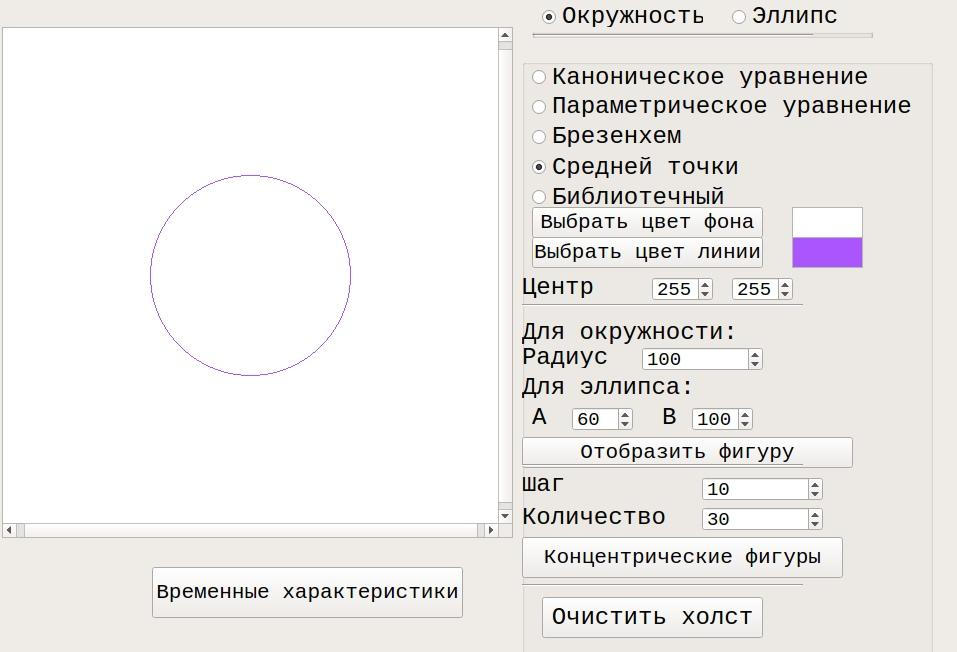 Окружность Эллипс
Каноническое уравнение
Параметрическое уравнение
Брезенхем
Средней точки
Библиотечный
Выбрать цвет фона
Выбрать цвет линии
Центр 255 255
Для окружности:
Радиус 100
Для эллипса:
A 60 B 100
Отобразить фигуру
Шаг 10
Количество 30
Концентрические фигуры
Временные характеристики
Очистить холст